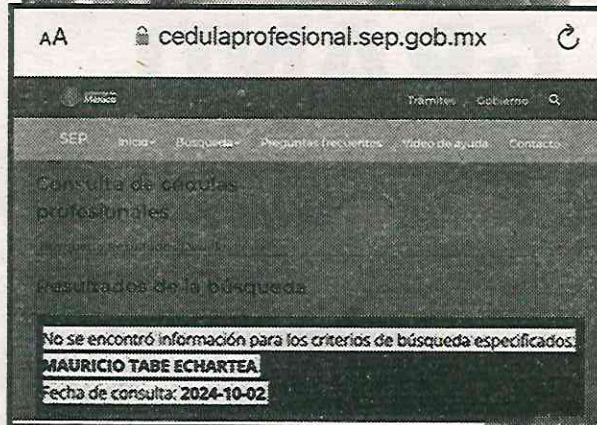 AA cedulaprofesional.sep.gob.mx
México Trámites Gobierno
SEP Inicio Búsqueda Preguntas frecuentes Video de ayuda Contacto
Consulta de cédulas
profesionales
Resultados de la búsqueda
No se encontró información para los criterios de búsqueda especificados:
MAURICIO TABE ECHARTEA.
Fecha de consulta: 2024-10-02